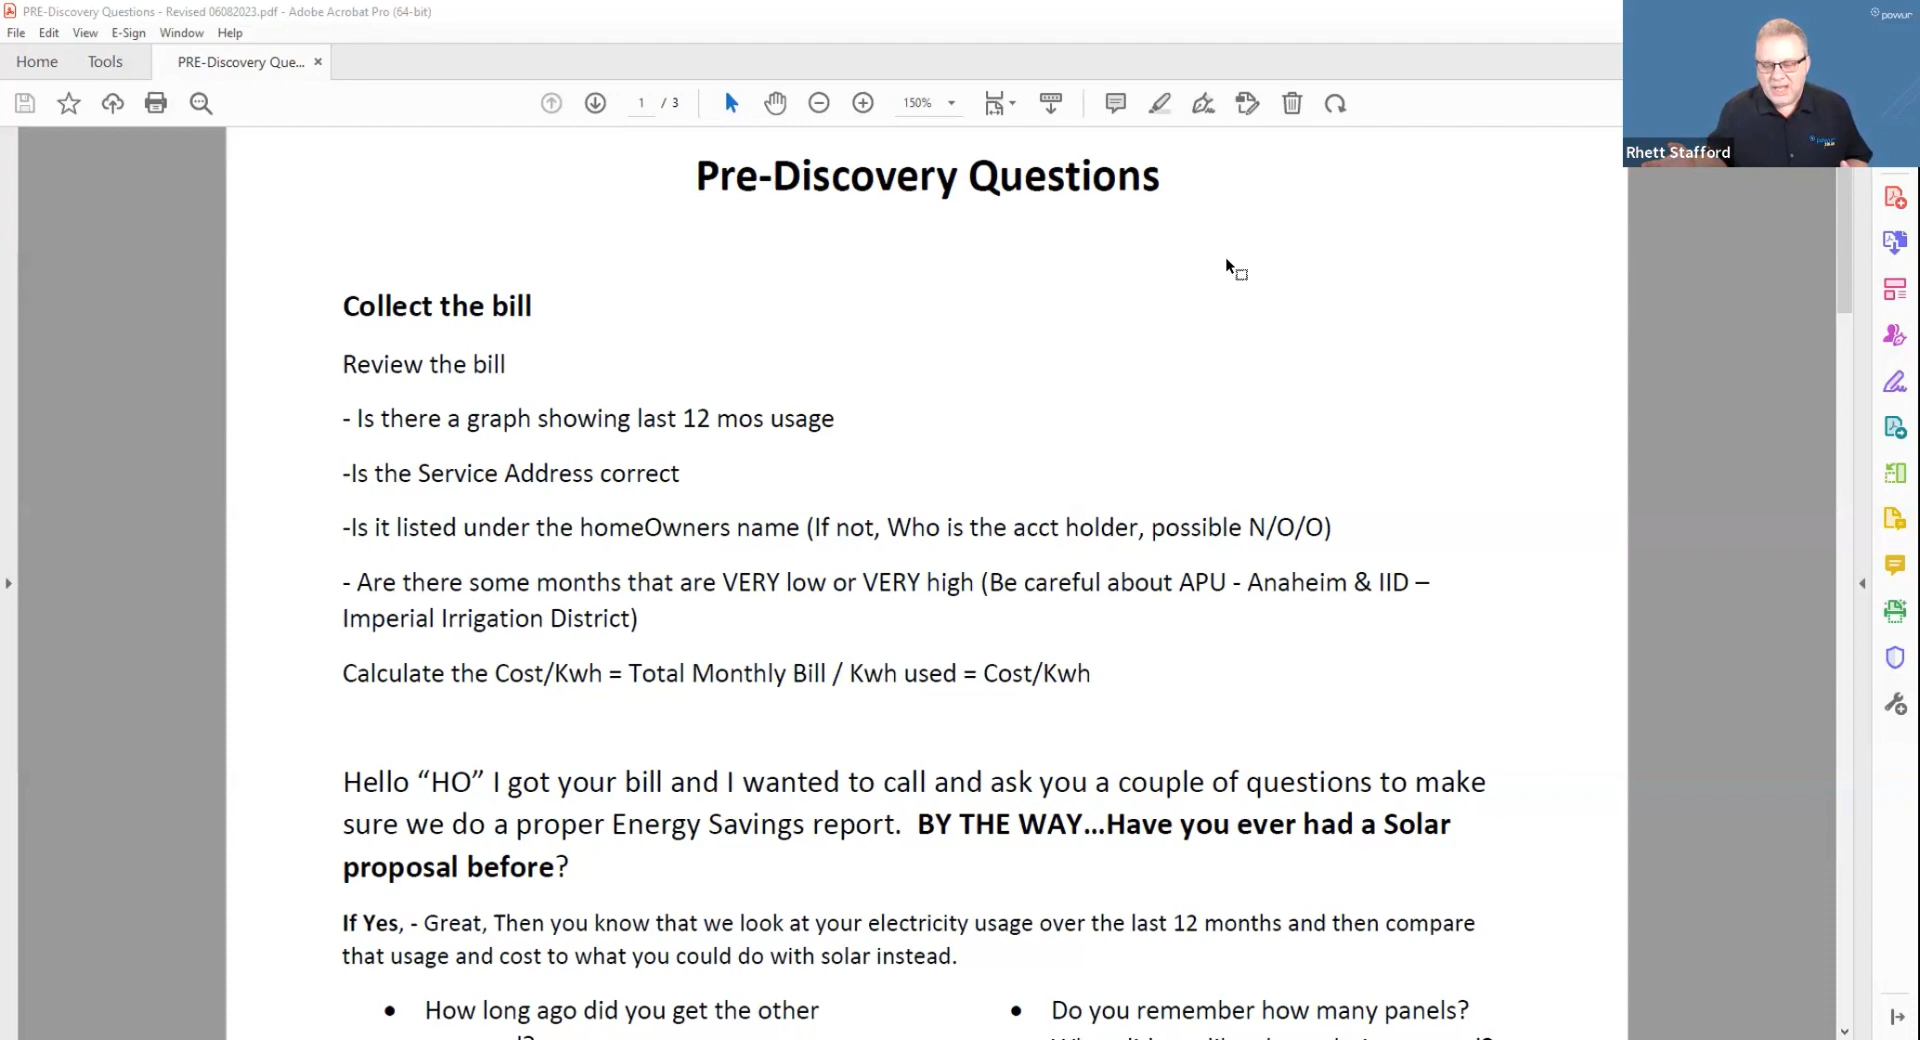 PRE-Discovery Questions - Revised 06082023.pdf - Adobe Acrobat Pro (64-bit)
File Edit View E-Sign Window Help
Home Tools PRE-Discovery Que... ×
1 / 3 150%
powur
Rhett Stafford
Pre-Discovery Questions
Collect the bill
Review the bill
- Is there a graph showing last 12 mos usage
-Is the Service Address correct
-Is it listed under the homeOwners name (If not, Who is the acct holder, possible N/O/O)
- Are there some months that are VERY low or VERY high (Be careful about APU - Anaheim & IID –
Imperial Irrigation District)
Calculate the Cost/Kwh = Total Monthly Bill / Kwh used = Cost/Kwh
Hello “HO” I got your bill and I wanted to call and ask you a couple of questions to make
sure we do a proper Energy Savings report. BY THE WAY...Have you ever had a Solar
proposal before?
If Yes, - Great, Then you know that we look at your electricity usage over the last 12 months and then compare
that usage and cost to what you could do with solar instead.
• How long ago did you get the other
• Do you remember how many panels?